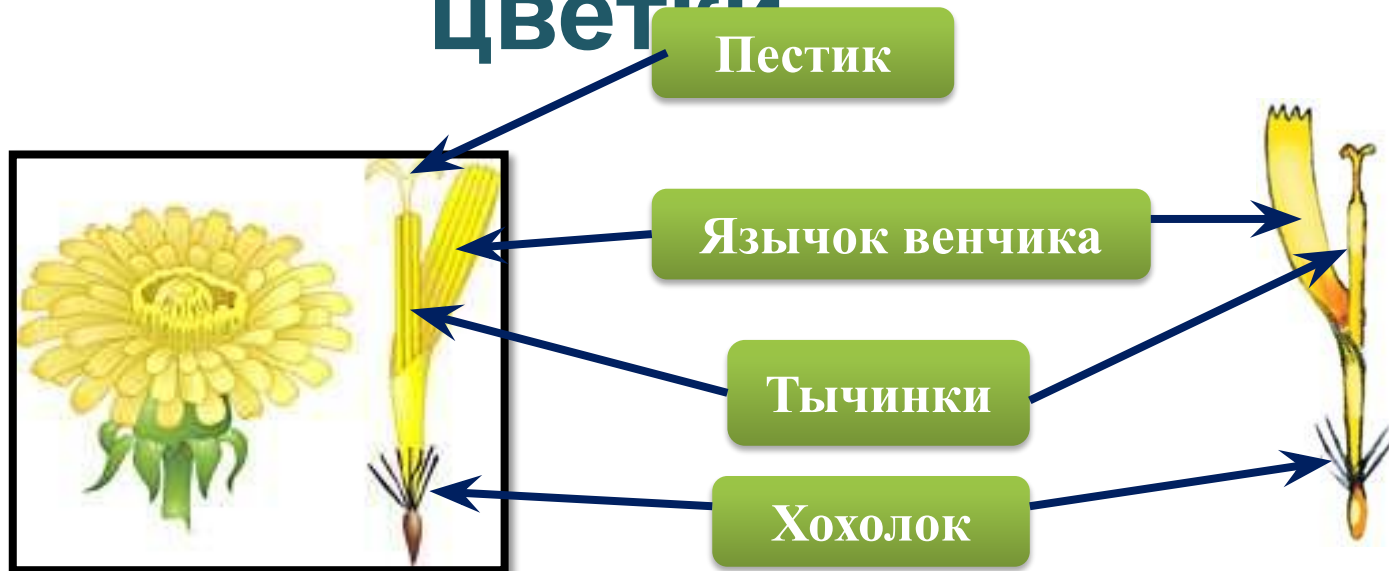 цветки
Пестик
Язычок венчика
Тычинки
Хохолок